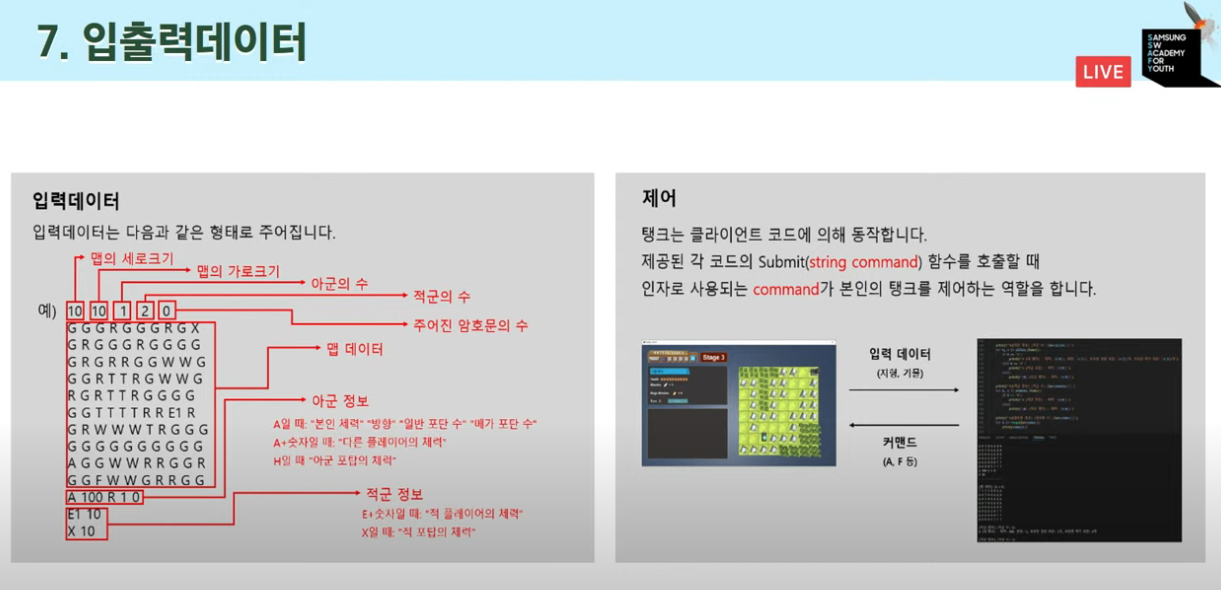 7. 입출력데이터
LIVE
SAMSUNG
SW
ACADEMY
FOR
YOUTH
입력데이터
입력데이터는 다음과 같은 형태로 주어집니다.
맵의 세로크기
맵의 가로크기
아군의 수
적군의 수
주어진 암호문의 수
예) 10 10 1 2 0
G G G R G G G R G X
G R G G G R G G G G
G R G R R G G W W G
G G R T T R G W W G
R G R T T R G G G G
G G T T T T R R E1 R
G R W W W T R G G G
G G G G G G G G G G
A G G W W R R G G R
G G F W W G R R G G
맵 데이터
아군 정보
A일 때: "본인 체력" "방향" "일반 포탄 수" "메가 포탄 수"
A+숫자일 때: "다른 플레이어의 체력"
H일 때 "아군 포탑의 체력"
A 100 R 1 0
E1 10
X 10
적군 정보
E+숫자일 때: "적 플레이어의 체력"
X일 때: "적 포탑의 체력"
제어
탱크는 클라이언트 코드에 의해 동작합니다.
제공된 각 코드의 Submit(string command) 함수를 호출할 때
인자로 사용되는 command가 본인의 탱크를 제어하는 역할을 합니다.
Stage 3
입력 데이터
(지형, 기물)
커맨드
(A, F 등)